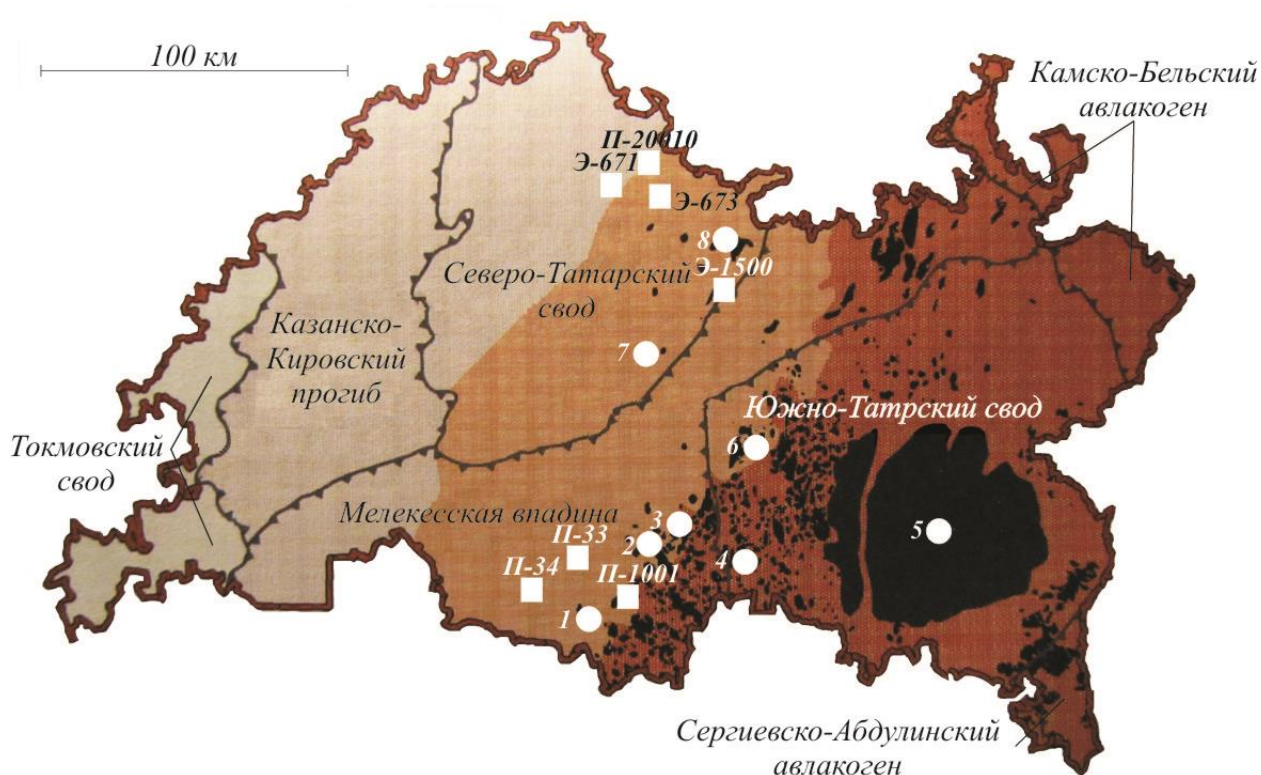 100 км
Камско-Бельский
авлакоген
П-20010
Э-671
Э-673
8
Э-1500
Северо-Татарский
свод
Казанско-
Кировский
прогиб
7
Южно-Татрский свод
6
Токмовский
свод
Мелекесская впадина
3
5
2
П-33
4
П-34
П-1001
1
Сергиевско-Абдулинский
авлакоген